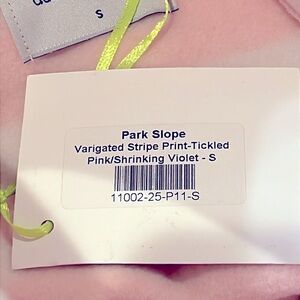 S
Park Slope
Varigated Stripe Print-Tickled
Pink/Shrinking Violet - S
11002-25-P11-S